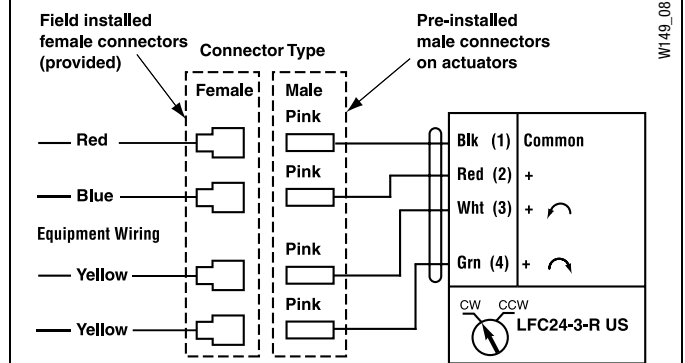 Field installed
female connectors
(provided)
Connector Type
Pre-installed
male connectors
on actuators
W149_08
Female
Male
Pink
Red
Blk (1) Common
Pink
Blue
Red (2) +
Wht (3) +
Equipment Wiring
Pink
Yellow
Grn (4) +
Pink
Yellow
CW CCW
LFC24-3-R US